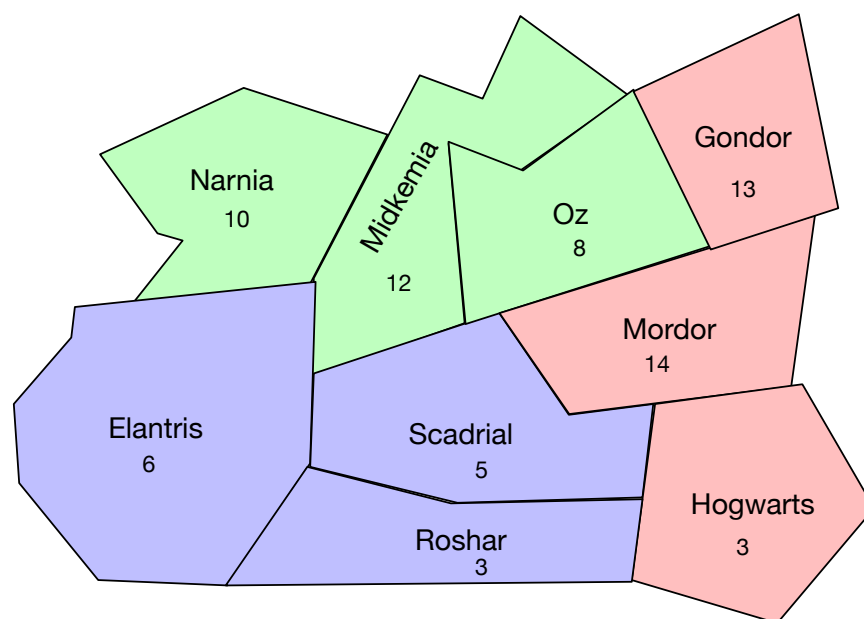 Gondor
13
Narnia
10
Midkemia
12
Oz
8
Mordor
14
Elantris
6
Scadrial
5
Hogwarts
3
Roshar
3